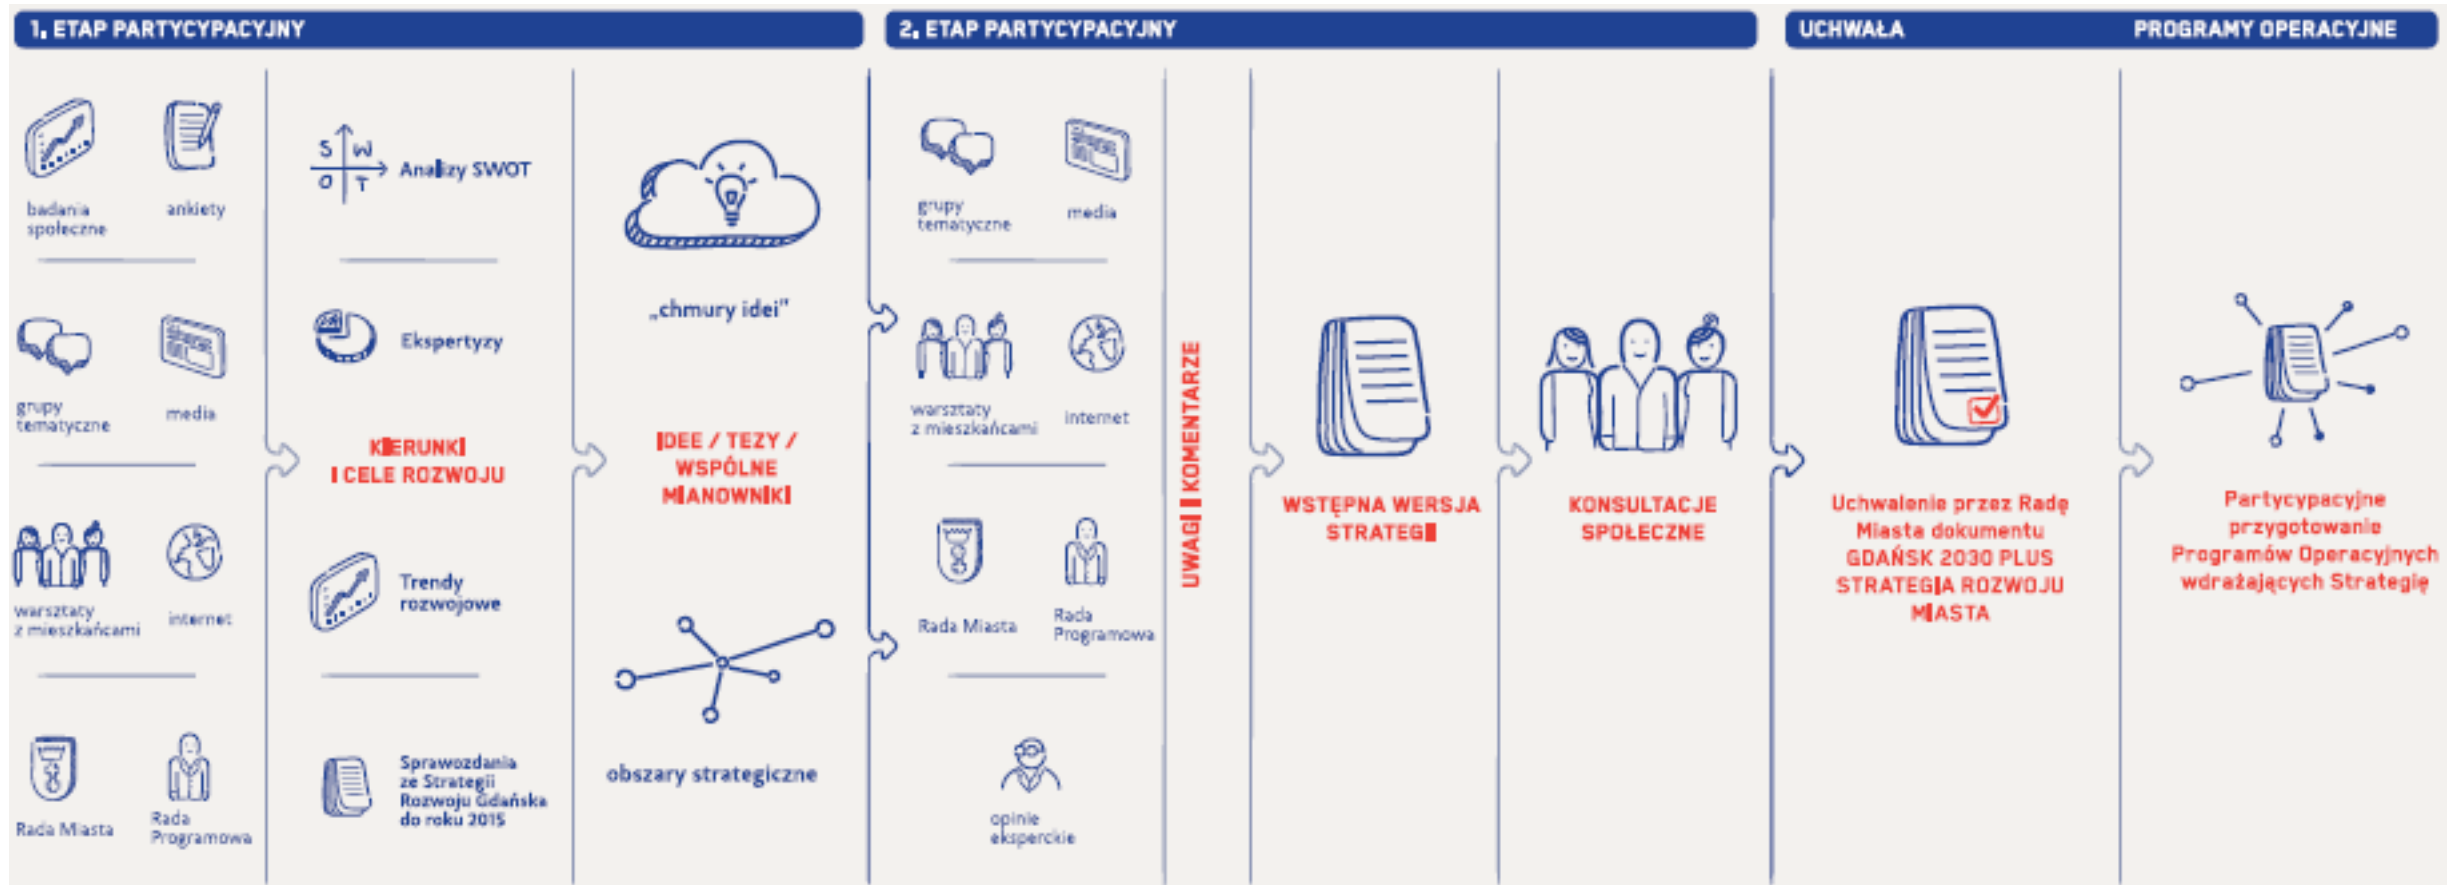 1. ETAP PARTYCYPACYJNY
badania
społeczne
ankiety
grupy
tematyczne
media
warsztaty
z mieszkańcami
internet
Rada Miasta
Rada
Programowa
S W
O T
Analizy SWOT
Ekspertyzy
KIERUNKI
I CELE ROZWOJU
Trendy
rozwojowe
Sprawozdania
ze Strategii
Rozwoju Gdańska
do roku 2015
„chmury idei”
IDEE / TEZY /
WSPÓLNE
MIANOWNIKI
obszary strategiczne
2. ETAP PARTYCYPACYJNY
grupy
tematyczne
media
warsztaty
z mieszkańcami
internet
Rada Miasta
Rada
Programowa
opinie
eksperckie
UWAGI I KOMENTARZE
WSTĘPNA WERSJA
STRATEGII
KONSULTACJE
SPOŁECZNE
UCHWAŁA
Uchwalenie przez Radę
Miasta dokumentu
GDAŃSK 2030 PLUS
STRATEGIA ROZWOJU
MIASTA
PROGRAMY OPERACYJNE
Partycypacyjne
przygotowanie
Programów Operacyjnych
wdrażających Strategię